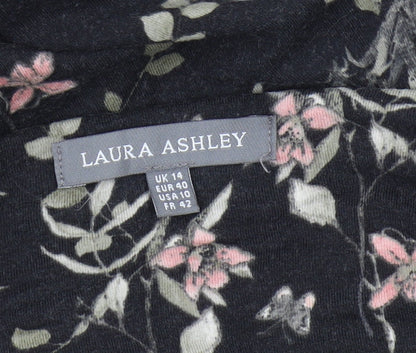 LAURA ASHLEY
UK 14
EUR 40
USA 10
FR 42